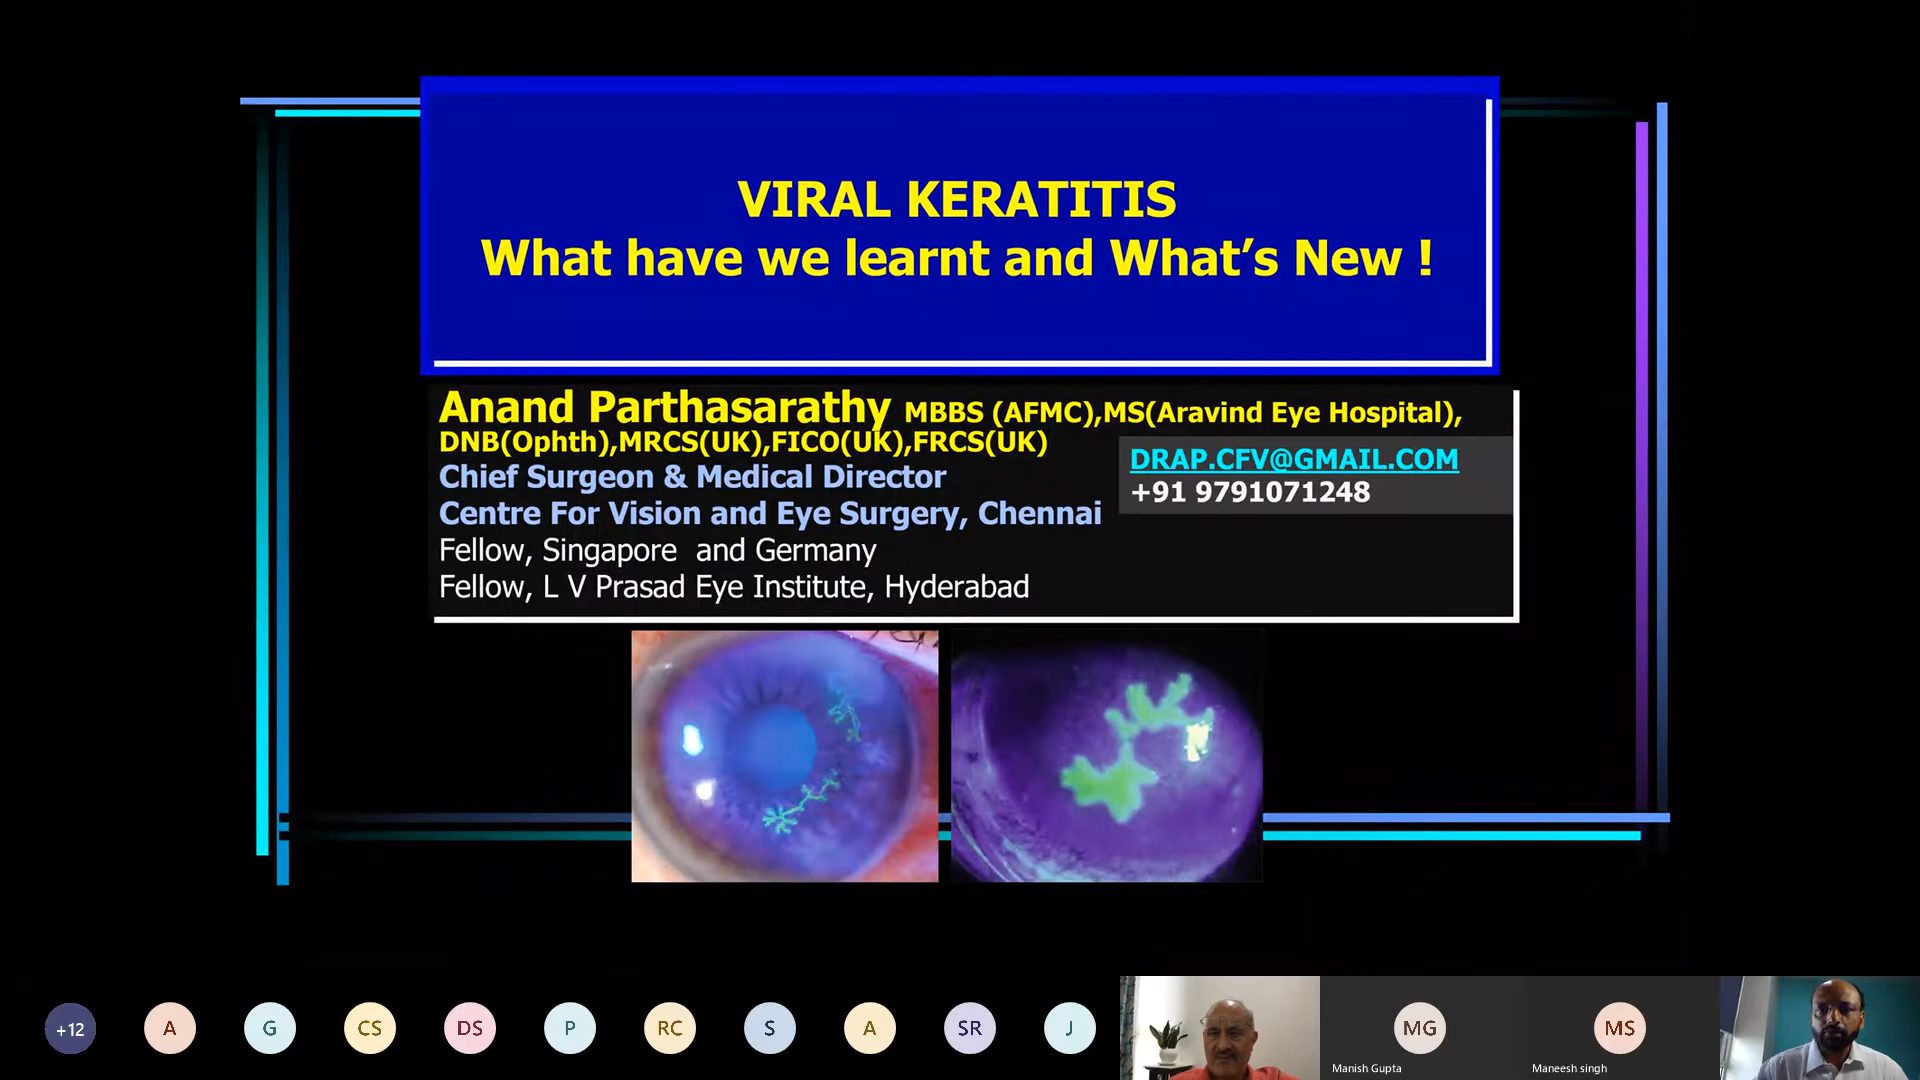 VIRAL KERATITIS
What have we learnt and What’s New !
Anand Parthasarathy MBBS (AFMC),MS(Aravind Eye Hospital),
DNB(Ophth),MRCS(UK),FICO(UK),FRCS(UK)
Chief Surgeon & Medical Director
Centre For Vision and Eye Surgery, Chennai
Fellow, Singapore  and Germany
Fellow, L V Prasad Eye Institute, Hyderabad
DRAP.CFV@GMAIL.COM
+91 9791071248
+12
A
G
CS
DS
P
RC
S
A
SR
J
MG
Manish Gupta
MS
Maneesh singh